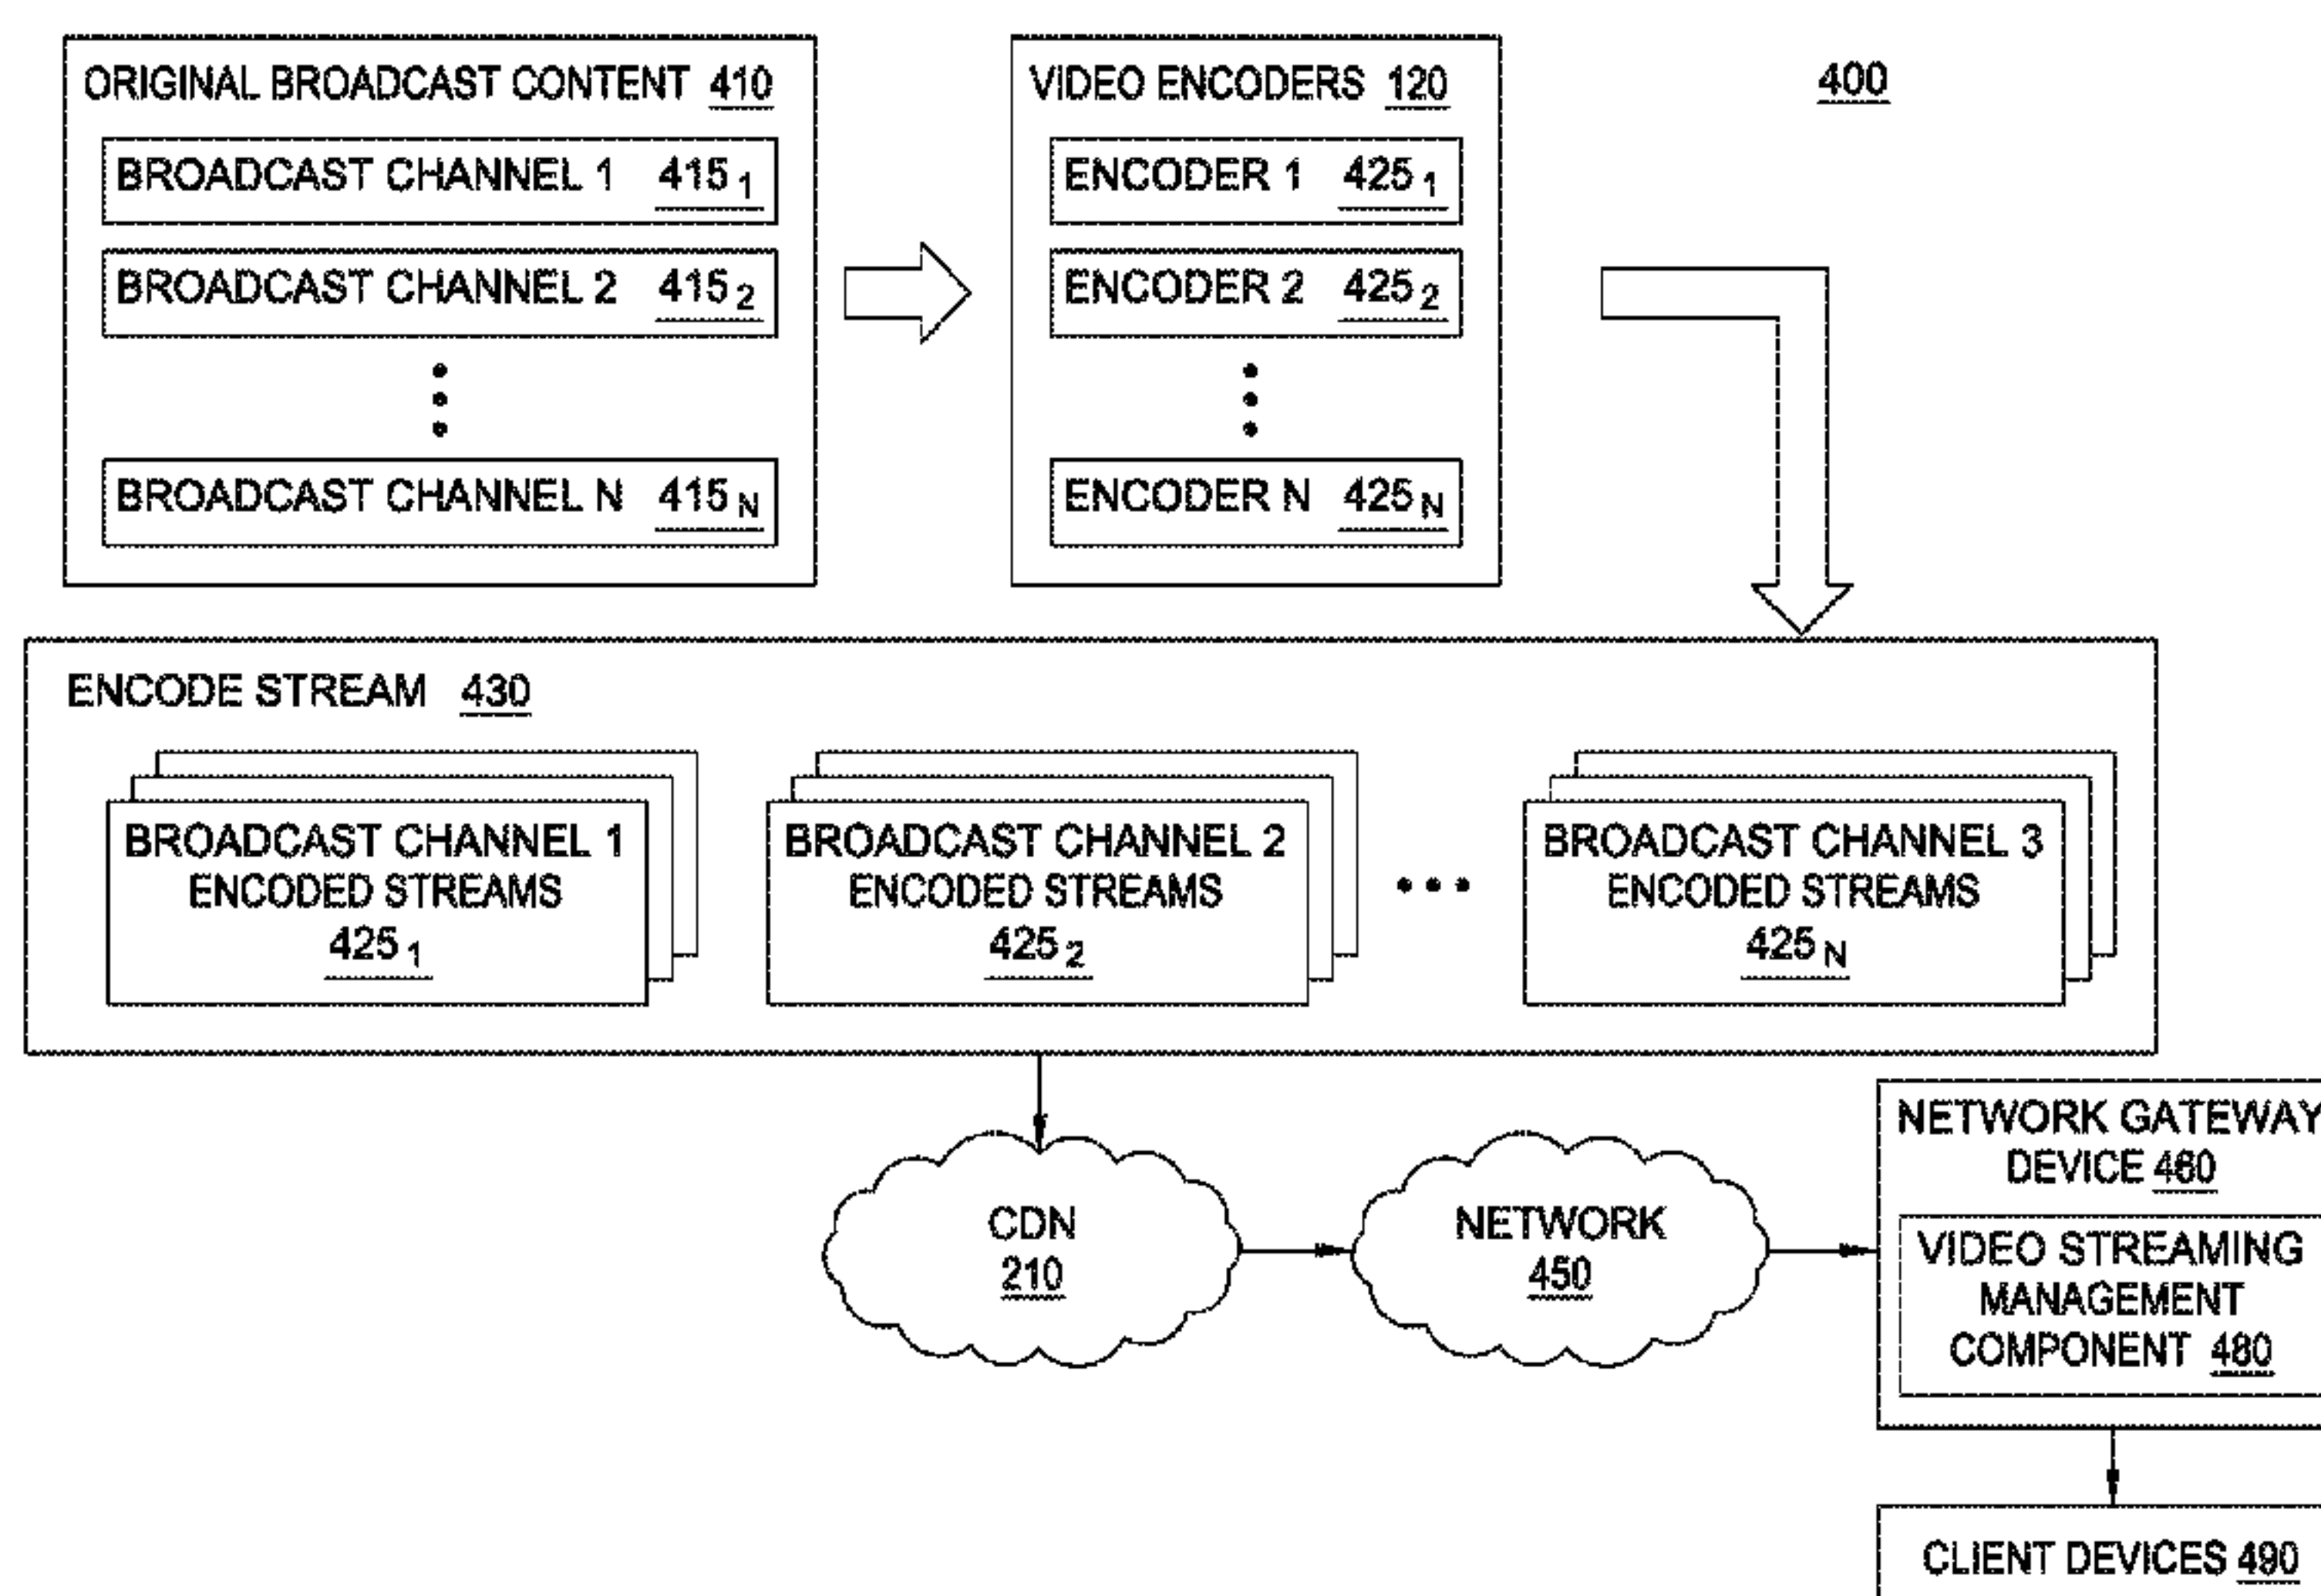 ORIGINAL BROADCAST CONTENT 410
BROADCAST CHANNEL 1 415 1
BROADCAST CHANNEL 2 415 2
BROADCAST CHANNEL N 415 N
VIDEO ENCODERS 120
ENCODER 1 425 1
ENCODER 2 425 2
ENCODER N 425 N
400
ENCODE STREAM 430
BROADCAST CHANNEL 1
ENCODED STREAMS
425 1
BROADCAST CHANNEL 2
ENCODED STREAMS
425 2
BROADCAST CHANNEL 3
ENCODED STREAMS
425 N
CDN
210
NETWORK
450
NETWORK GATEWAY
DEVICE 460
VIDEO STREAMING
MANAGEMENT
COMPONENT 480
CLIENT DEVICES 490